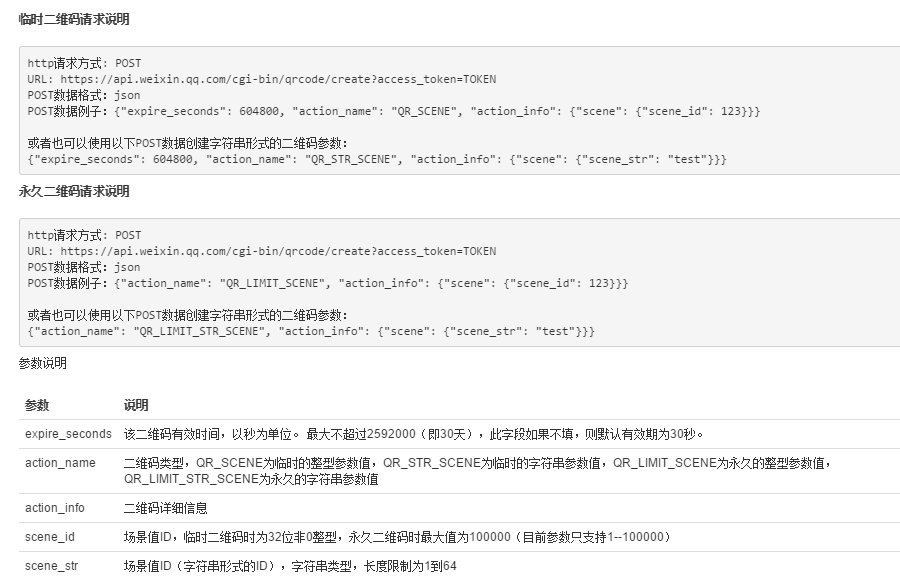 临时二维码请求说明
http请求方式: POST
URL: https://api.weixin.qq.com/cgi-bin/qrcode/create?access_token=TOKEN
POST数据格式：json
POST数据例子：{"expire_seconds": 604800, "action_name": "QR_SCENE", "action_info": {"scene": {"scene_id": 123}}}
或者也可以使用以下POST数据创建字符串形式的二维码参数：
{"expire_seconds": 604800, "action_name": "QR_STR_SCENE", "action_info": {"scene": {"scene_str": "test"}}}
永久二维码请求说明
http请求方式: POST
URL: https://api.weixin.qq.com/cgi-bin/qrcode/create?access_token=TOKEN
POST数据格式：json
POST数据例子：{"action_name": "QR_LIMIT_SCENE", "action_info": {"scene": {"scene_id": 123}}}
或者也可以使用以下POST数据创建字符串形式的二维码参数：
{"action_name": "QR_LIMIT_STR_SCENE", "action_info": {"scene": {"scene_str": "test"}}}
参数说明
参数 说明
expire_seconds 该二维码有效时间，以秒为单位。 最大不超过2592000（即30天），此字段如果不填，则默认有效期为30秒。
action_name 二维码类型，QR_SCENE为临时的整型参数值，QR_STR_SCENE为临时的字符串参数值，QR_LIMIT_SCENE为永久的整型参数值，
QR_LIMIT_STR_SCENE为永久的字符串参数值
action_info 二维码详细信息
scene_id 场景值ID，临时二维码时为32位非0整型，永久二维码时最大值为100000（目前参数只支持1--100000）
scene_str 场景值ID（字符串形式的ID），字符串类型，长度限制为1到64